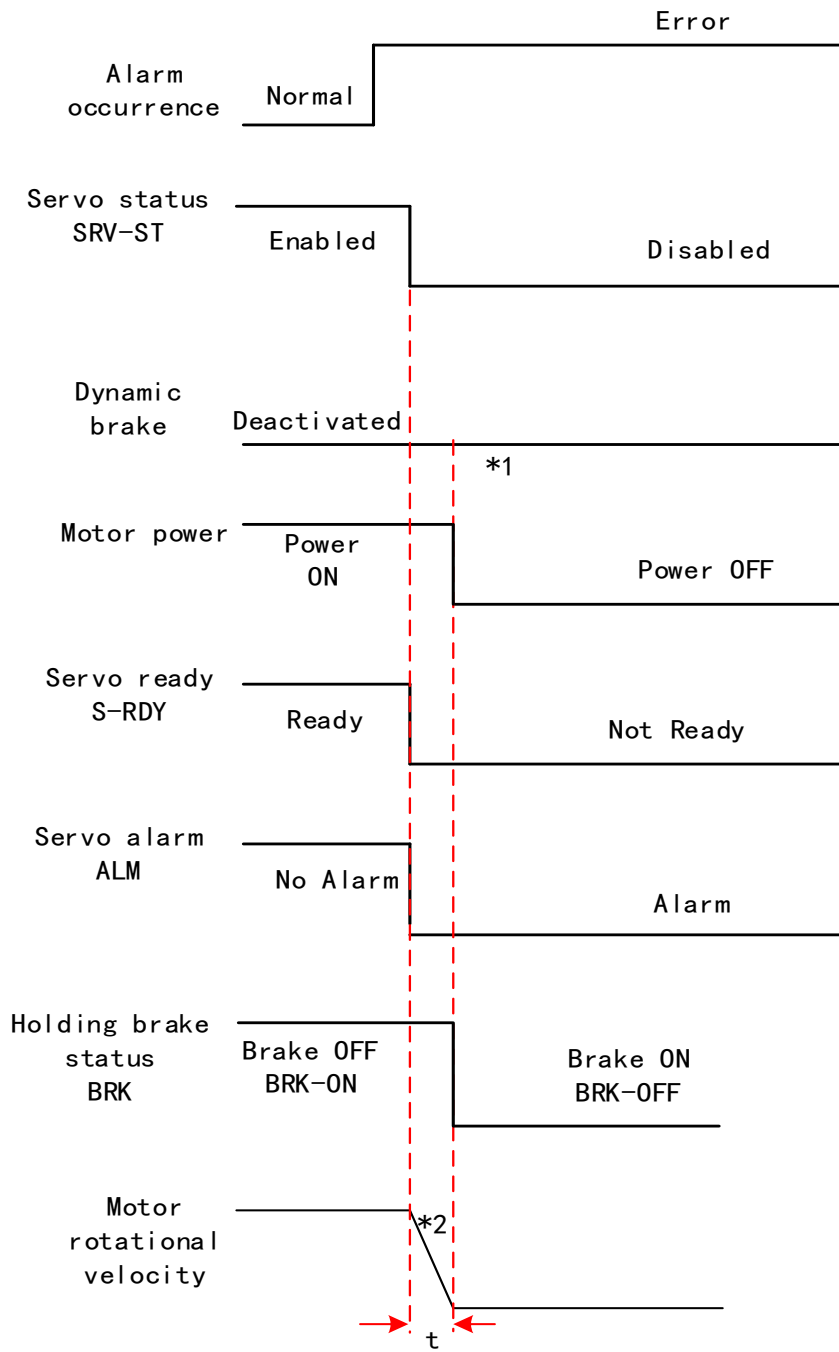 Error
Alarm
occurrence
Normal
Servo status
SRV-ST
Enabled
Disabled
Dynamic
brake
Deactivated
*1
Motor power
Power
ON
Power OFF
Servo ready
S-RDY
Ready
Not Ready
Servo alarm
ALM
No Alarm
Alarm
Holding brake
status
BRK
Brake OFF
BRK-ON
Brake ON
BRK-OFF
Motor
rotational
velocity
*2
t